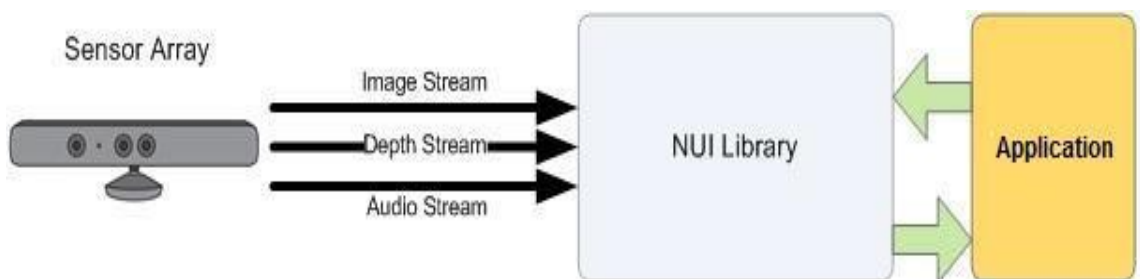 Sensor Array
Image Stream
Depth Stream
Audio Stream
NUI Library
Application